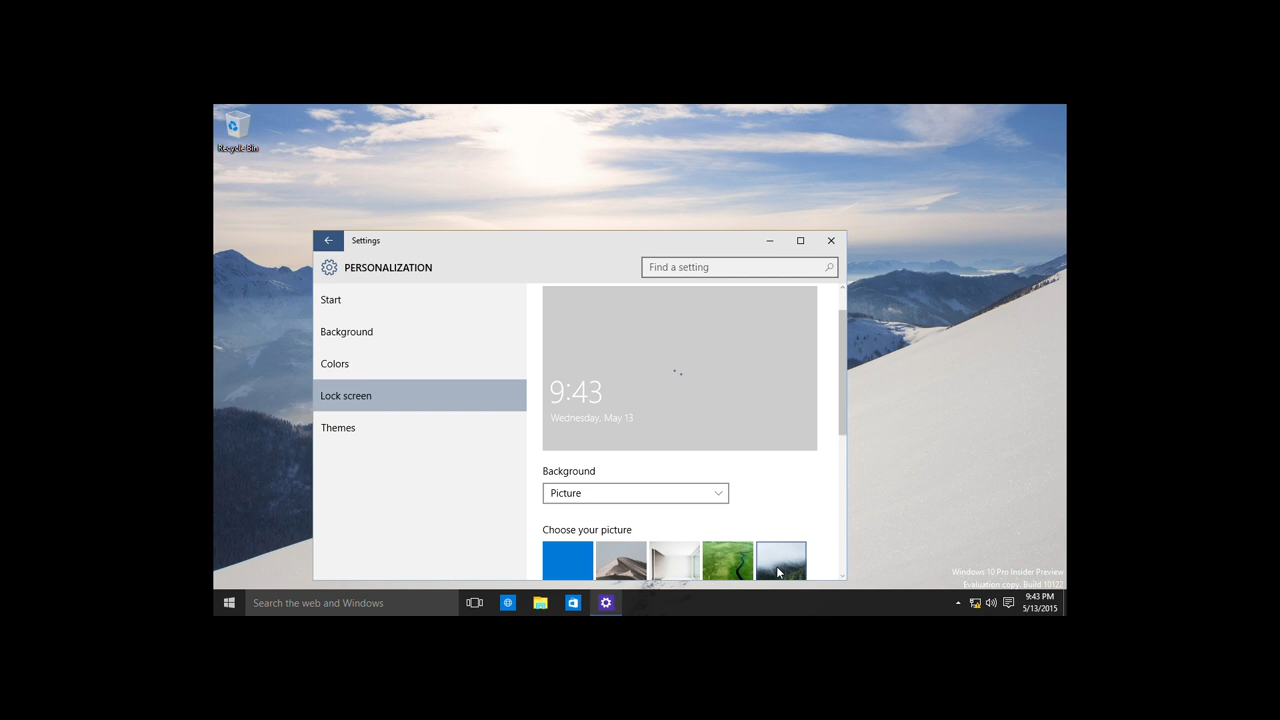 Recycle Bin
Settings
PERSONALIZATION
Find a setting
Start
Background
Colors
Lock screen
Themes
9:43
Wednesday, May 13
Background
Picture
Choose your picture
Windows 10 Pro Insider Preview
Evaluation copy. Build 10122
Search the web and Windows
9:43 PM
5/13/2015